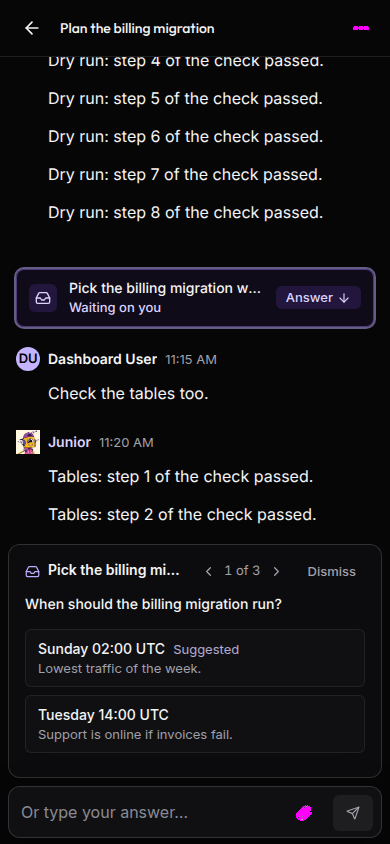 Plan the billing migration
Dry run: step 4 of the check passed.
Dry run: step 5 of the check passed.
Dry run: step 6 of the check passed.
Dry run: step 7 of the check passed.
Dry run: step 8 of the check passed.
Pick the billing migration w...
Answer ↓
Waiting on you
DU Dashboard User 11:15 AM
Check the tables too.
Junior 11:20 AM
Tables: step 1 of the check passed.
Tables: step 2 of the check passed.
Pick the billing mi... 1 of 3 Dismiss
When should the billing migration run?
Sunday 02:00 UTC Suggested
Lowest traffic of the week.
Tuesday 14:00 UTC
Support is online if invoices fail.
Or type your answer...